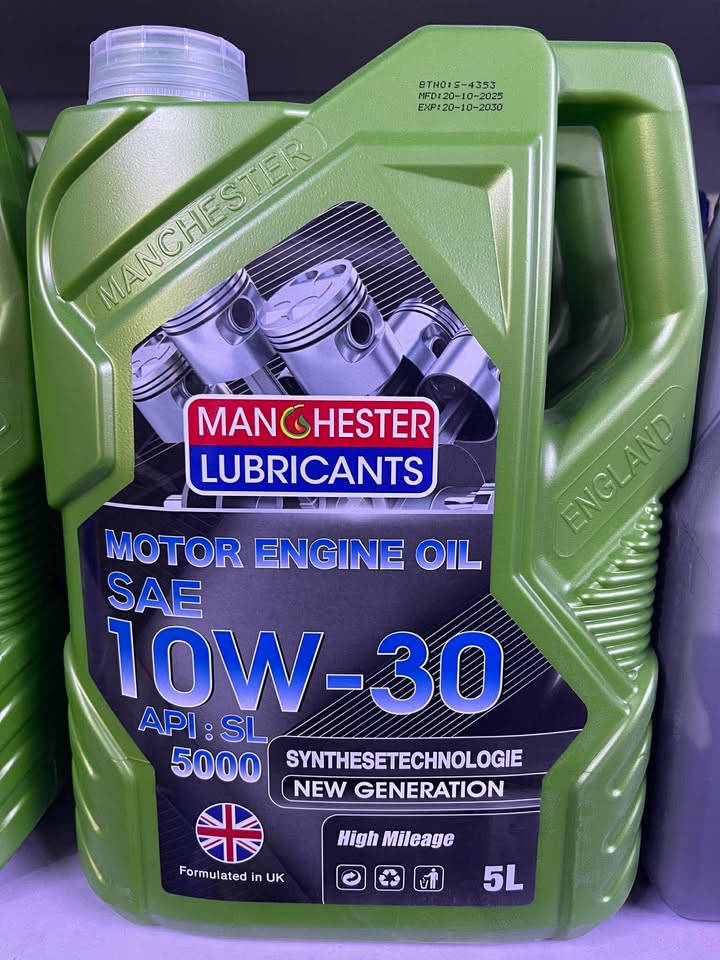 BTNO:S-4353
MFD:20-10-2025
EXP:20-10-2030
MANCHESTER
MANCHESTER
LUBRICANTS
ENGLAND
MOTOR ENGINE OIL
SAE
10W-30
API : SL
5000
SYNTHESETECHNOLOGIE
NEW GENERATION
High Mileage
Formulated in UK
5L